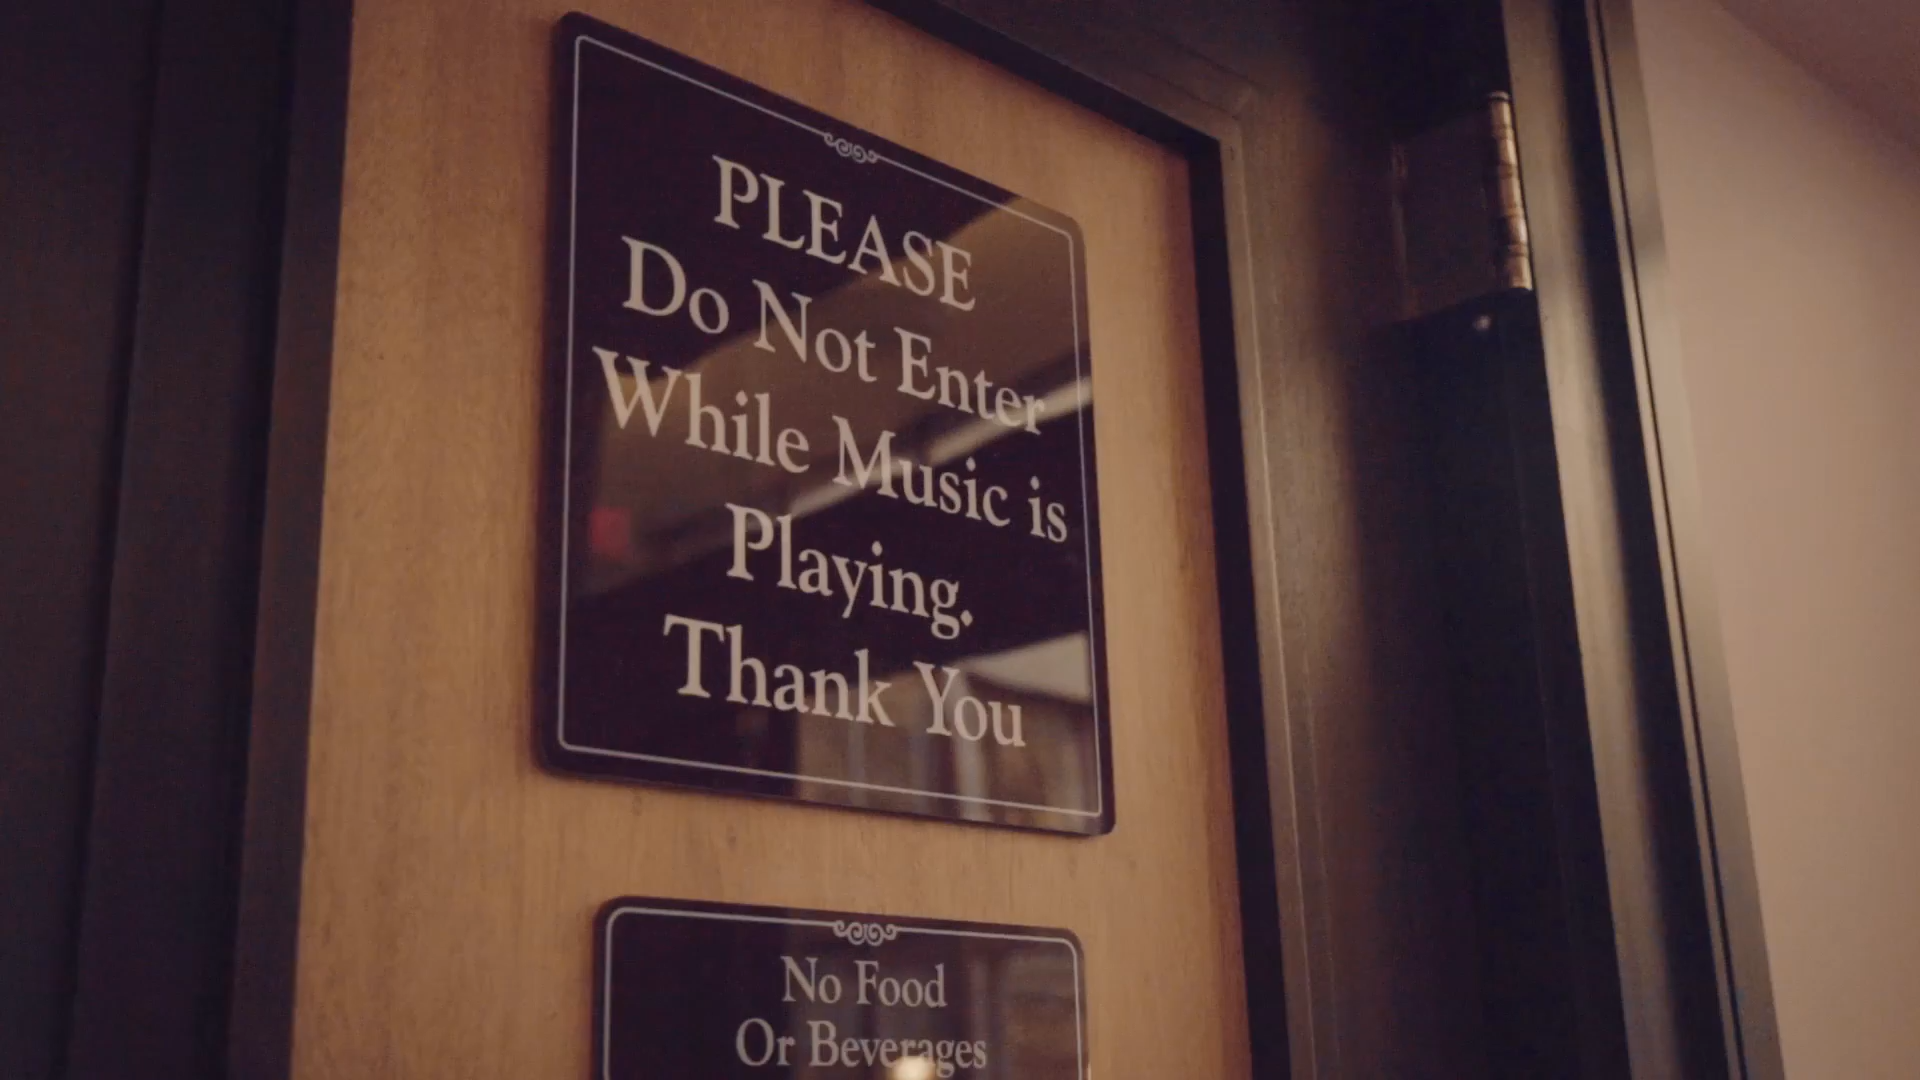 PLEASE
Do Not Enter
While Music is
Playing.
Thank You
No Food
Or Beverages